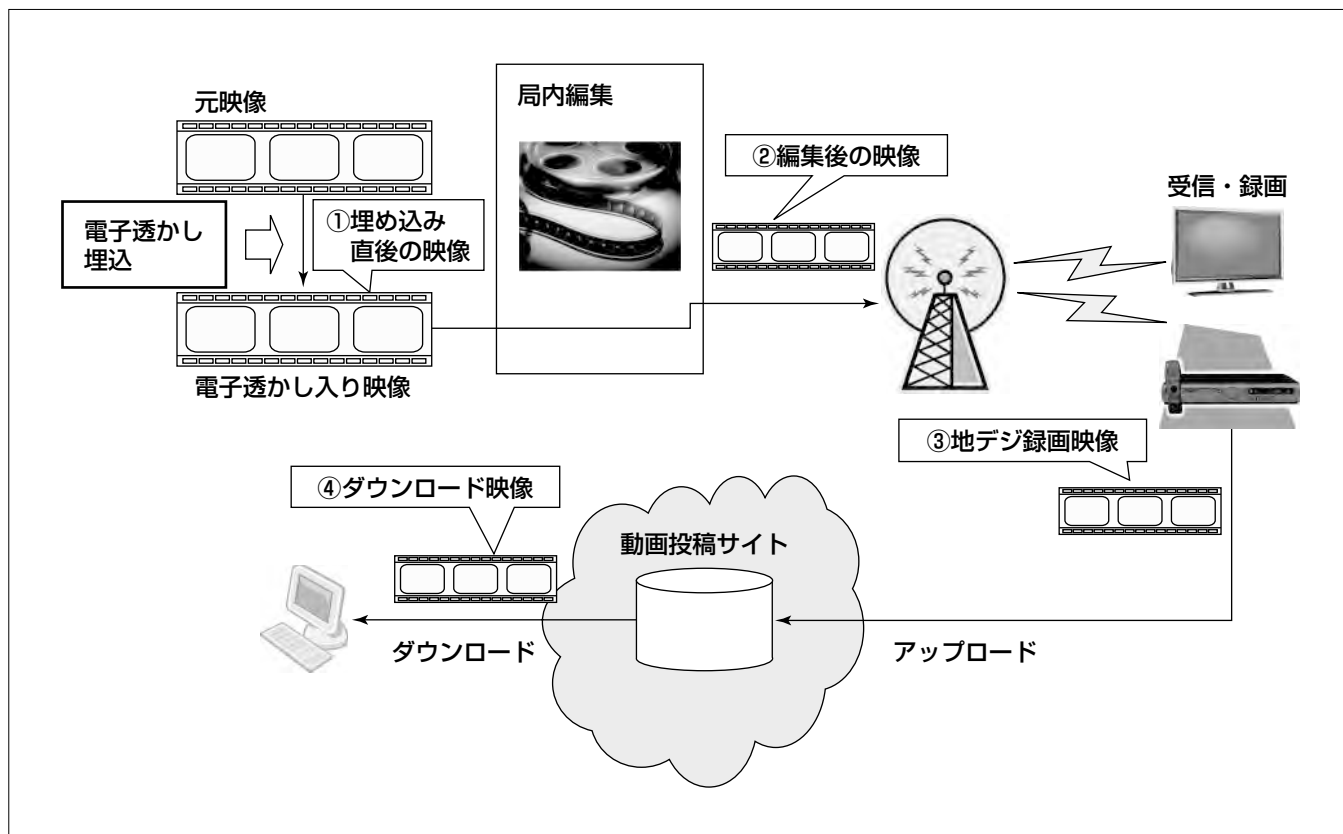 元映像
電子透かし
埋込
①埋め込み
直後の映像
電子透かし入り映像
局内編集
②編集後の映像
受信・録画
③地デジ録画映像
④ダウンロード映像
動画投稿サイト
ダウンロード
アップロード